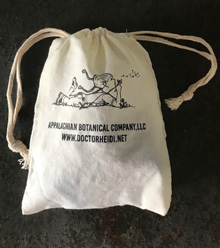 APPALACHIAN BOTANICAL COMPANY,LLC
WWW.DOCTORHEIDI.NET